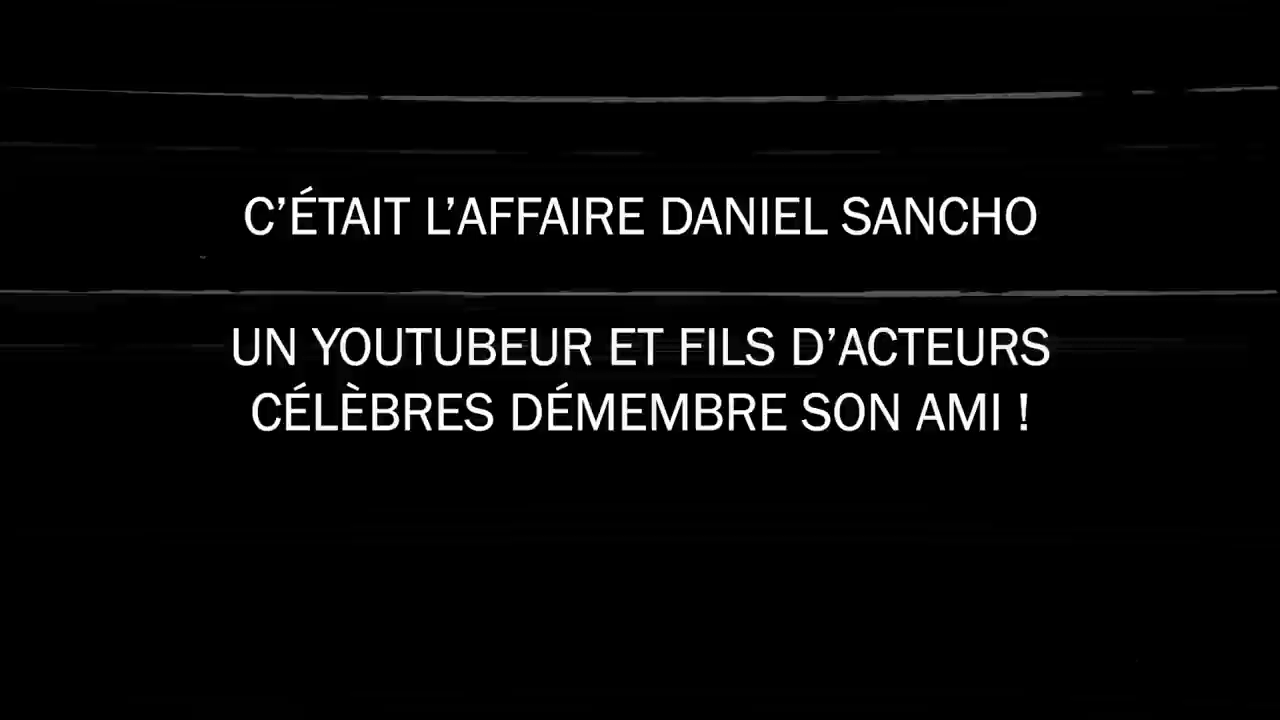 C’ÉTAIT L’AFFAIRE DANIEL SANCHO
UN YOUTUBEUR ET FILS D’ACTEURS
CÉLÈBRES DÉMEMBRE SON AMI !